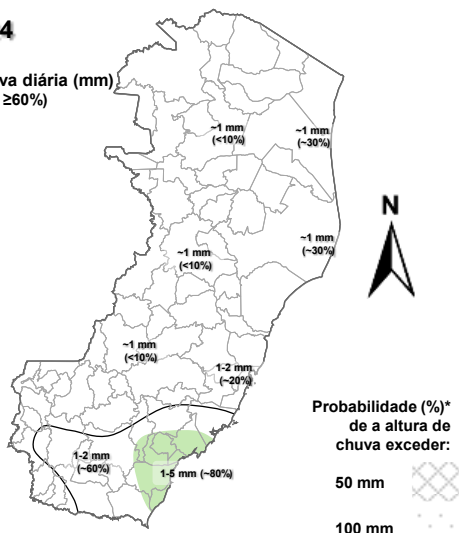 4
va diária (mm)
≥60%)
~1 mm
(<10%)
~1 mm
(~30%)
~1 mm
(<10%)
~1 mm
(~30%)
N
~1 mm
(<10%)
1-2 mm
(~20%)
1-2 mm
(~60%)
1-5 mm (~80%)
Probabilidade (%)*
de a altura de
chuva exceder:
50 mm
100 mm